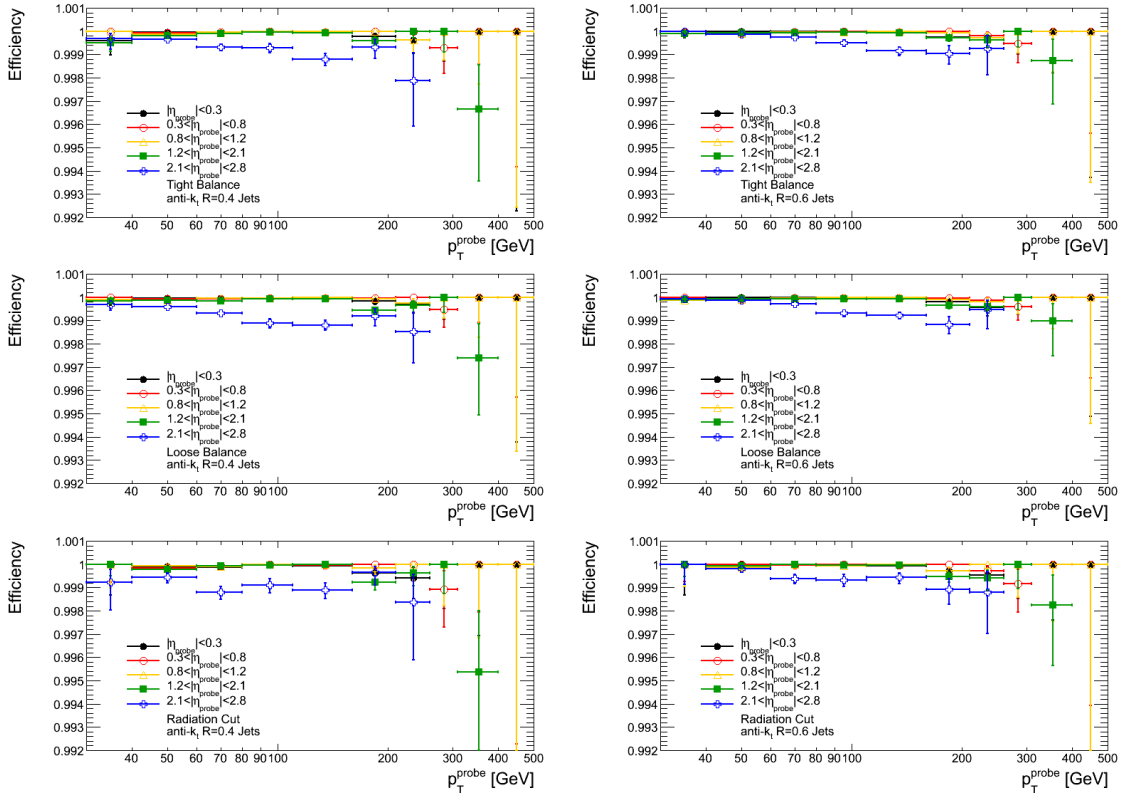 Efficiency
1.001
1
0.999
0.998
0.997
0.996
0.995
0.994
0.993
0.992
|η_probe|<0.3
0.3<|η_probe|<0.8
0.8<|η_probe|<1.2
1.2<|η_probe|<2.1
2.1<|η_probe|<2.8
Tight Balance
anti-k_t R=0.4 Jets
40 50 60 70 80 90 100 200 300 400 500
p_T^probe [GeV]
Efficiency
1.001
1
0.999
0.998
0.997
0.996
0.995
0.994
0.993
0.992
|η_probe|<0.3
0.3<|η_probe|<0.8
0.8<|η_probe|<1.2
1.2<|η_probe|<2.1
2.1<|η_probe|<2.8
Tight Balance
anti-k_t R=0.6 Jets
40 50 60 70 80 90 100 200 300 400 500
p_T^probe [GeV]
Efficiency
1.001
1
0.999
0.998
0.997
0.996
0.995
0.994
0.993
0.992
|η_probe|<0.3
0.3<|η_probe|<0.8
0.8<|η_probe|<1.2
1.2<|η_probe|<2.1
2.1<|η_probe|<2.8
Loose Balance
anti-k_t R=0.4 Jets
40 50 60 70 80 90 100 200 300 400 500
p_T^probe [GeV]
Efficiency
1.001
1
0.999
0.998
0.997
0.996
0.995
0.994
0.993
0.992
|η_probe|<0.3
0.3<|η_probe|<0.8
0.8<|η_probe|<1.2
1.2<|η_probe|<2.1
2.1<|η_probe|<2.8
Loose Balance
anti-k_t R=0.6 Jets
40 50 60 70 80 90 100 200 300 400 500
p_T^probe [GeV]
Efficiency
1.001
1
0.999
0.998
0.997
0.996
0.995
0.994
0.993
0.992
|η_probe|<0.3
0.3<|η_probe|<0.8
0.8<|η_probe|<1.2
1.2<|η_probe|<2.1
2.1<|η_probe|<2.8
Radiation Cut
anti-k_t R=0.4 Jets
40 50 60 70 80 90 100 200 300 400 500
p_T^probe [GeV]
Efficiency
1.001
1
0.999
0.998
0.997
0.996
0.995
0.994
0.993
0.992
|η_probe|<0.3
0.3<|η_probe|<0.8
0.8<|η_probe|<1.2
1.2<|η_probe|<2.1
2.1<|η_probe|<2.8
Radiation Cut
anti-k_t R=0.6 Jets
40 50 60 70 80 90 100 200 300 400 500
p_T^probe [GeV]